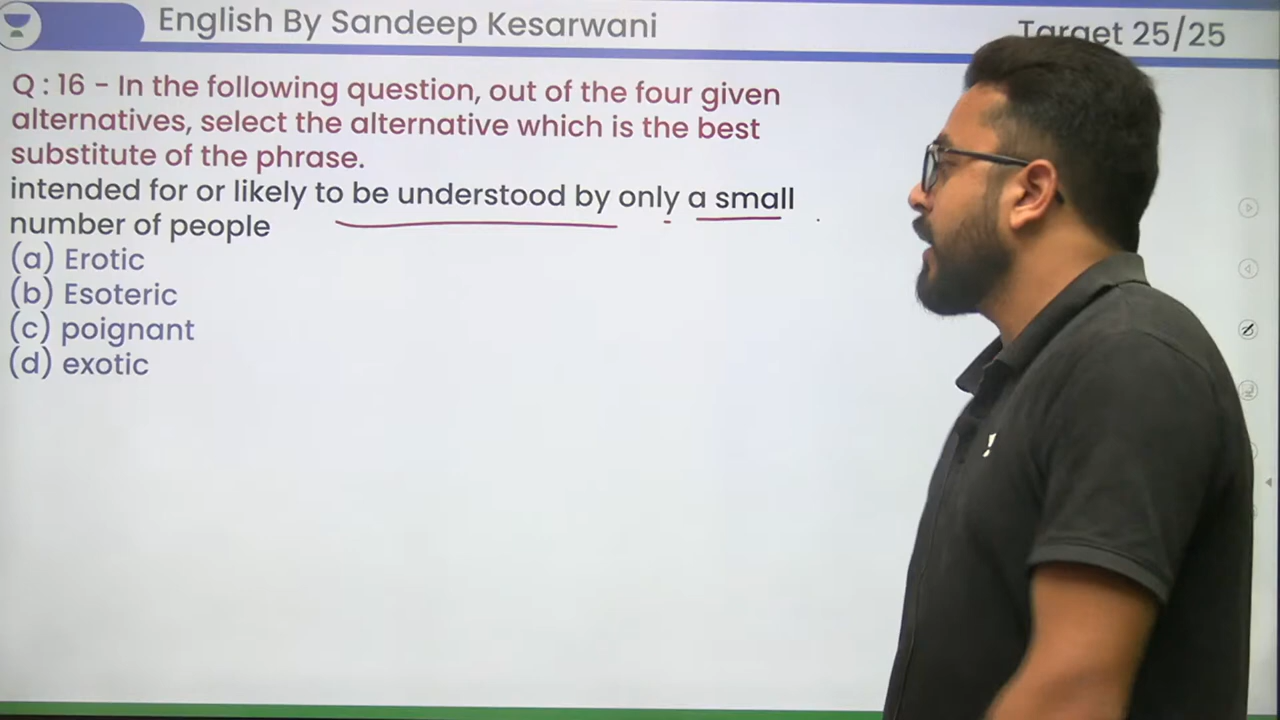 English By Sandeep Kesarwani
Target 25/25
Q : 16 - In the following question, out of the four given
alternatives, select the alternative which is the best
substitute of the phrase.
intended for or likely to be understood by only a small
number of people
(a) Erotic
(b) Esoteric
(c) poignant
(d) exotic